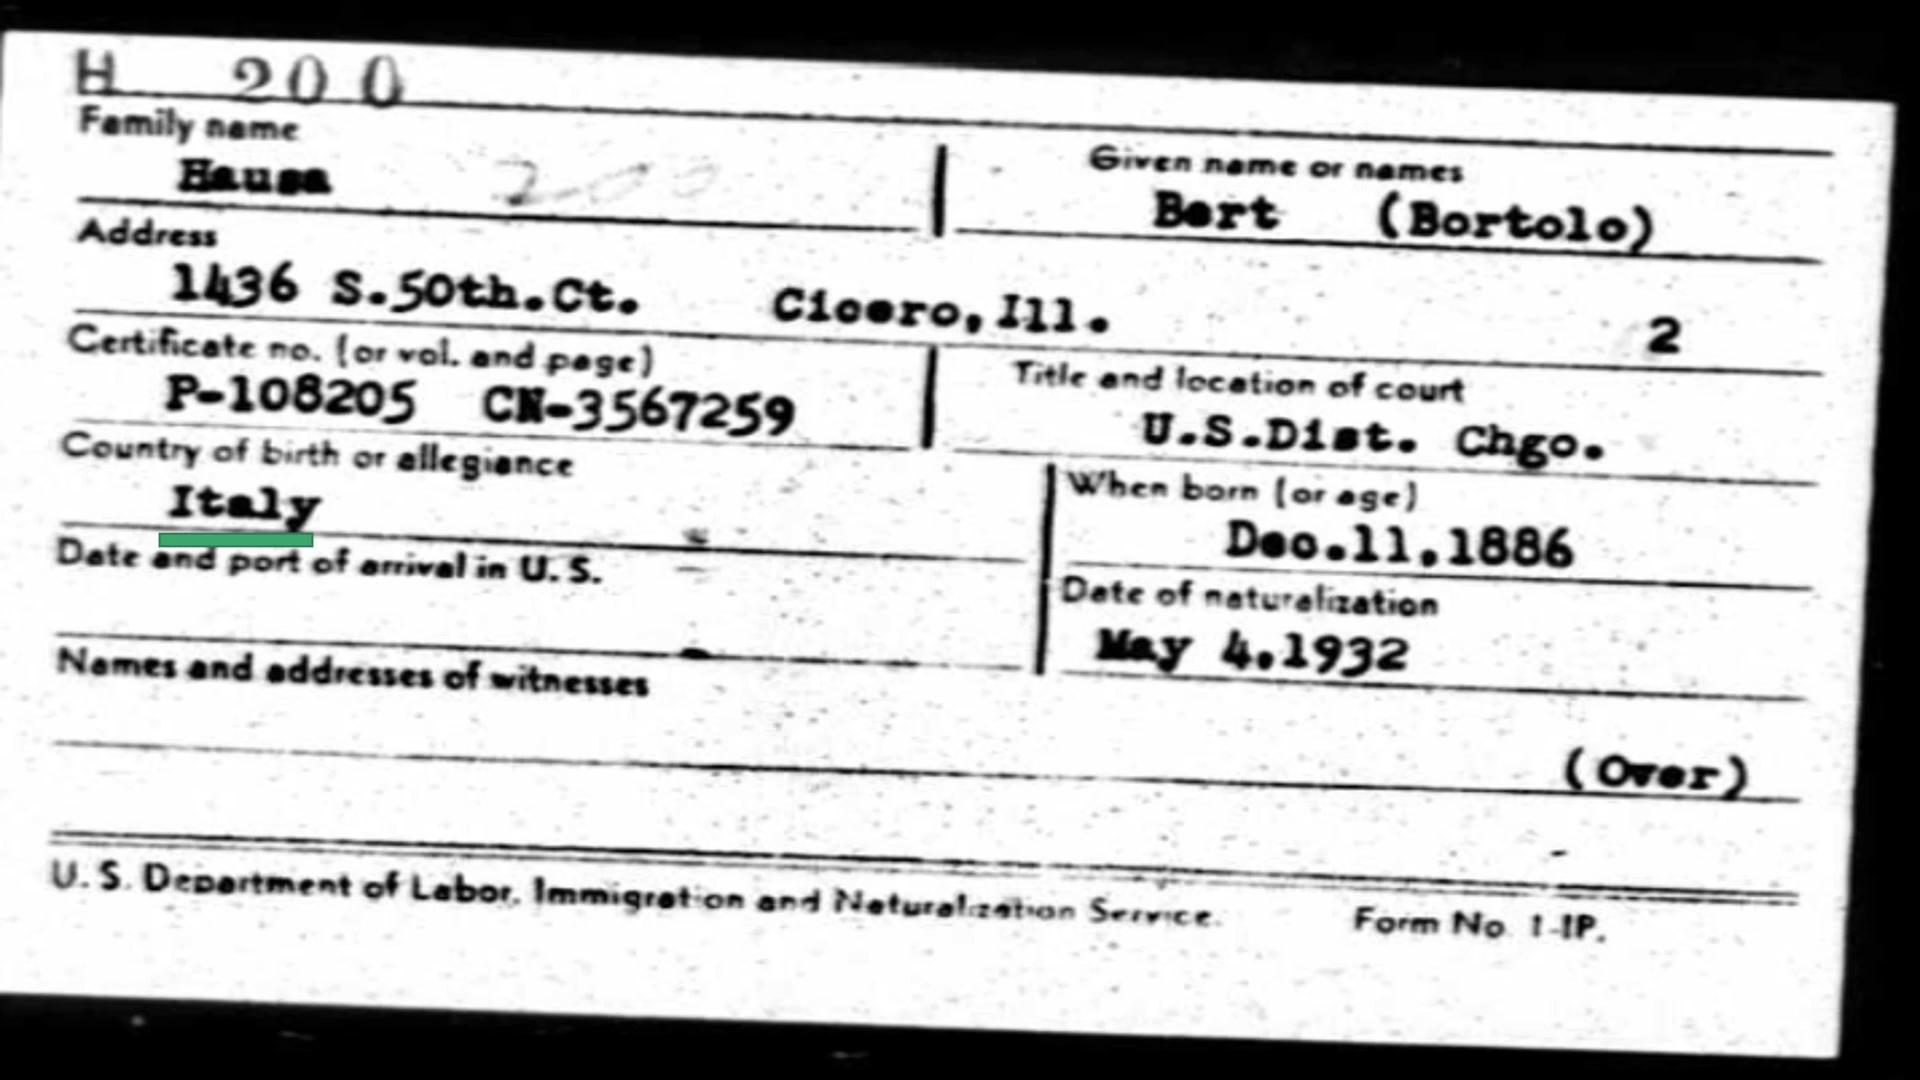 H 200
Family name
Hausa 200
Given name or names
Bert (Bortolo)
Address
1436 S.50th.Ct. Cicero,Ill. 2
Certificate no. (or vol. and page)
P-108205 CN-3567259
Title and location of court
U.S.Dist. Chgo.
Country of birth or allegiance
Italy
When born (or age)
Dec.11,1886
Date and port of arrival in U. S.
Date of naturalization
May 4,1932
Names and addresses of witnesses
(Over)
U. S. Department of Labor, Immigration and Naturalization Service. Form No. 1-IP.